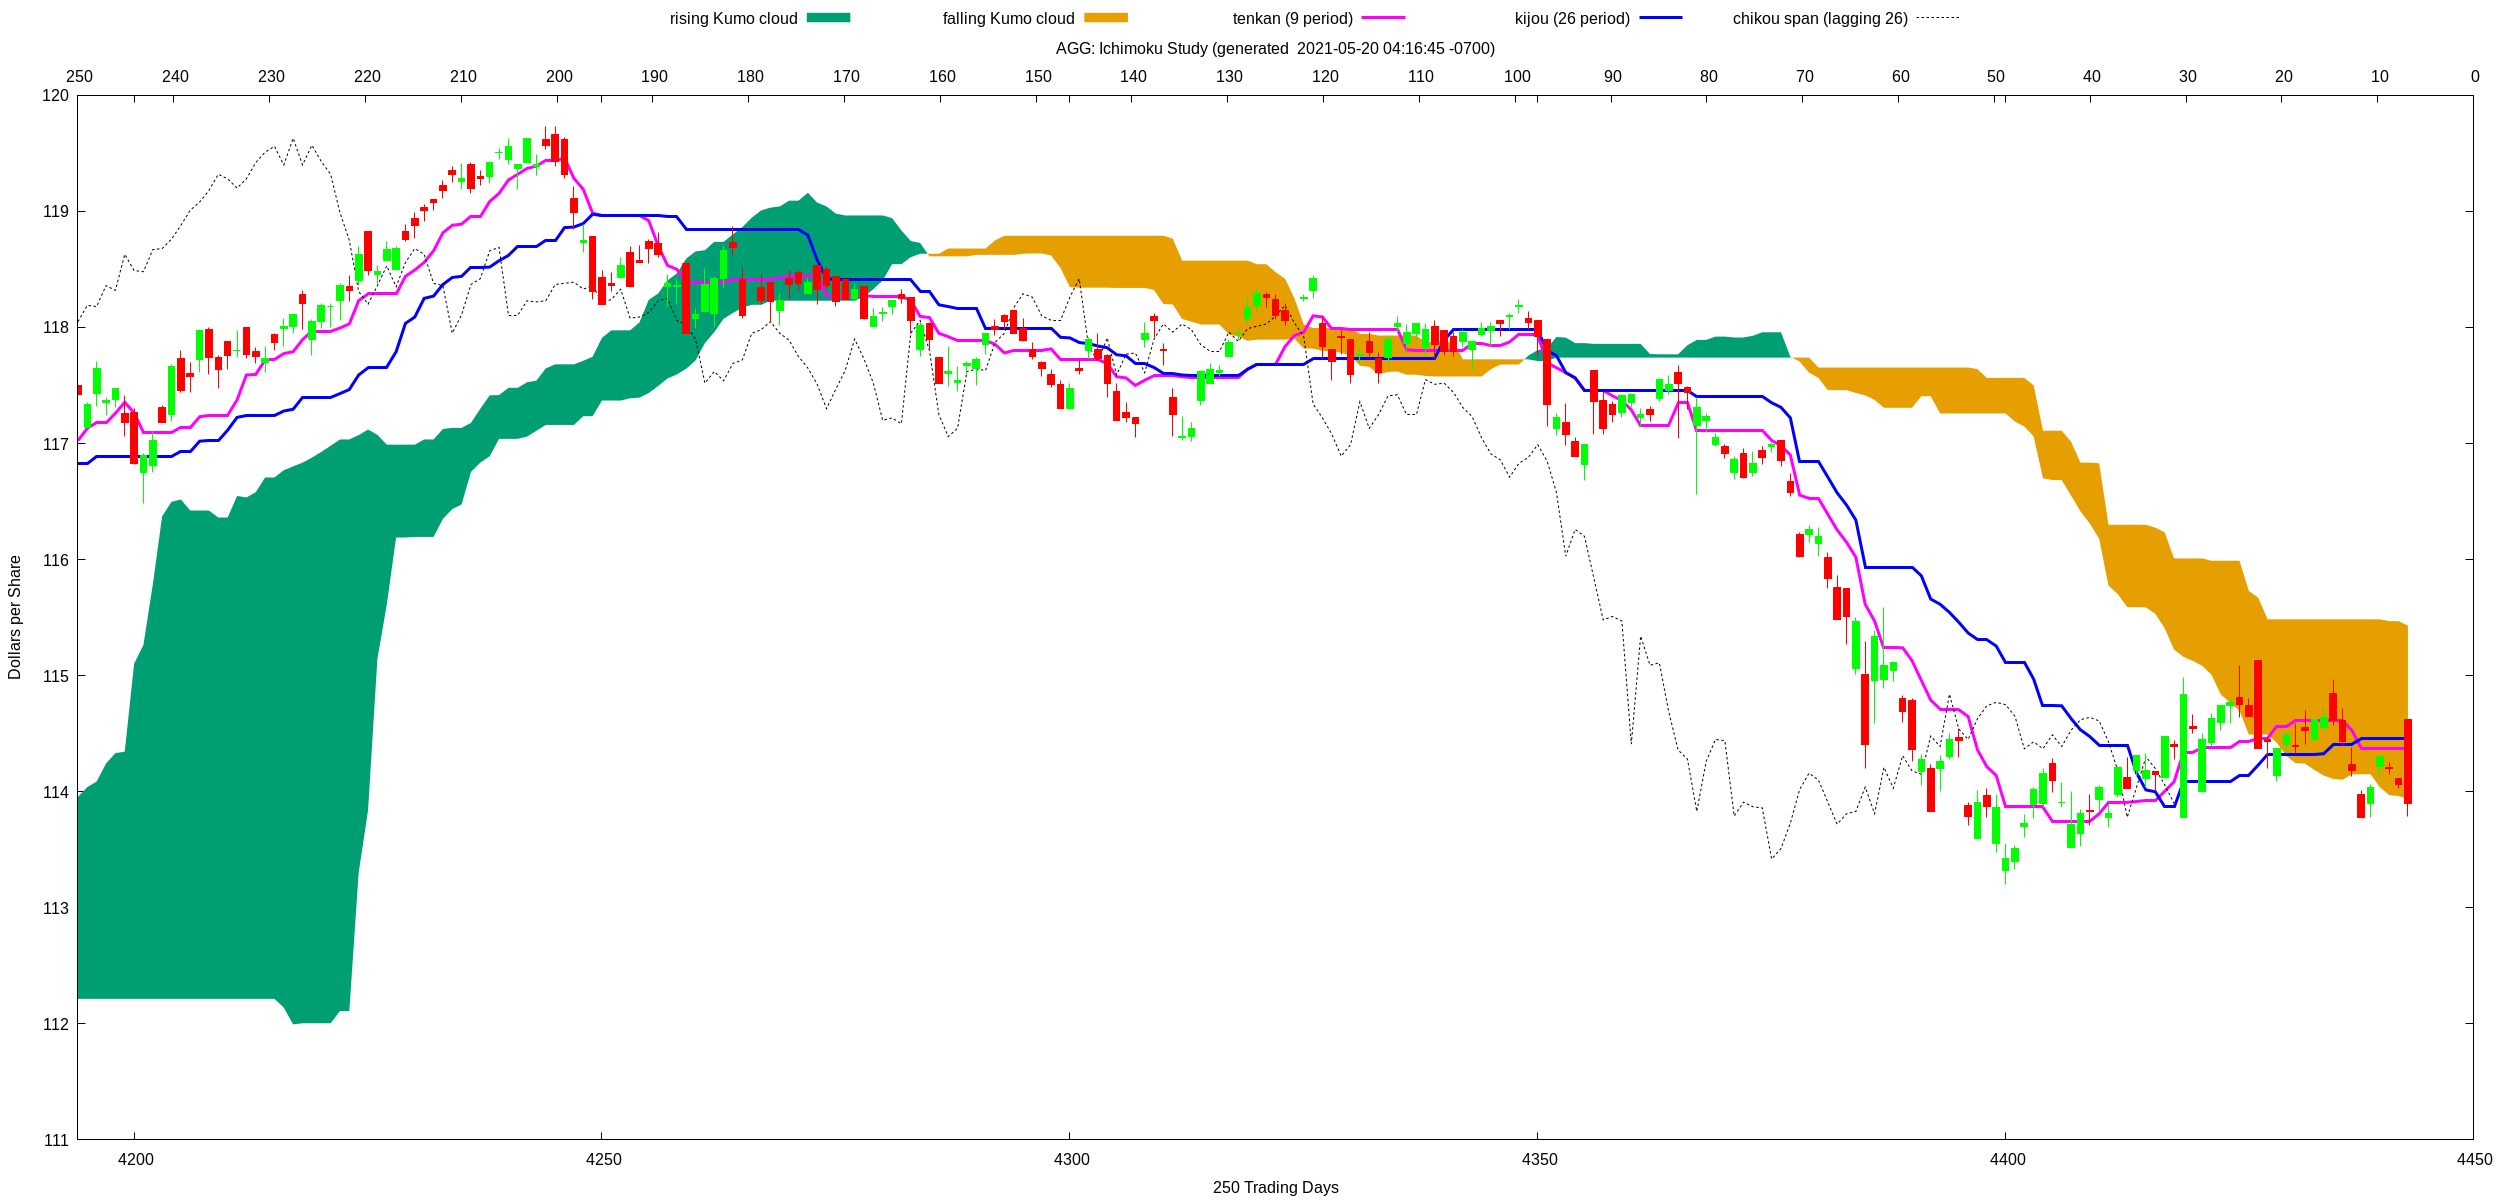 rising Kumo cloud falling Kumo cloud tenkan (9 period) kijou (26 period) chikou span (lagging 26)
AGG: Ichimoku Study (generated  2021-05-20 04:16:45 -0700)
250 240 230 220 210 200 190 180 170 160 150 140 130 120 110 100 90 80 70 60 50 40 30 20 10 0
120
119
118
117
116
115
114
113
112
111
Dollars per Share
4200 4250 4300 4350 4400 4450
250 Trading Days